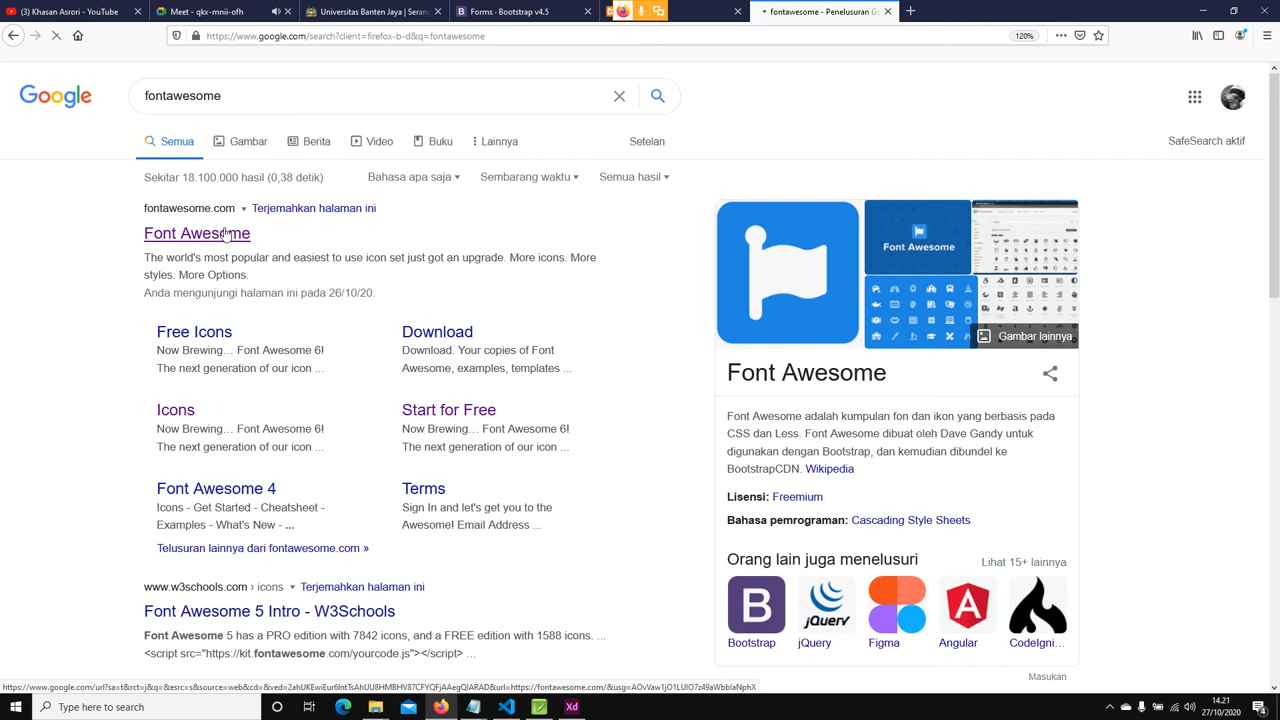 (3) Khasan Asrori - YouTube
Meet - qkx-mnii-ofh
Universitas Banten Jaya | Seran
Forms · Bootstrap v4.5
fontawesome - Penelusuran G
https://www.google.com/search?client=firefox-b-d&q=fontawesome
120%
Google
fontawesome
Semua
Gambar
Berita
Video
Buku
Lainnya
Setelan
SafeSearch aktif
Sekitar 18.100.000 hasil (0,38 detik)
Bahasa apa saja
Sembarang waktu
Semua hasil
fontawesome.com
Terjemahkan halaman ini
Font Awesome
The world's most popular and easiest to use icon set just got an upgrade. More icons. More
styles. More Options.
Anda mengunjungi halaman ini pada 26/10/20.
Free Icons
Now Brewing… Font Awesome 6!
The next generation of our icon ...
Download
Download. Your copies of Font
Awesome, examples, templates ...
Icons
Now Brewing… Font Awesome 6!
The next generation of our icon ...
Start for Free
Now Brewing… Font Awesome 6!
The next generation of our icon ...
Font Awesome 4
Icons - Get Started - Cheatsheet -
Examples - What's New - ...
Terms
Sign In and let's get you to the
Awesome! Email Address ...
Telusuran lainnya dari fontawesome.com »
www.w3schools.com › icons
Terjemahkan halaman ini
Font Awesome 5 Intro - W3Schools
Font Awesome 5 has a PRO edition with 7842 icons, and a FREE edition with 1588 icons. ...
<script src="https://kit.fontawesome.com/yourcode.js"></script> ...
Font Awesome
Gambar lainnya
Font Awesome
Font Awesome adalah kumpulan fon dan ikon yang berbasis pada
CSS dan Less. Font Awesome dibuat oleh Dave Gandy untuk
digunakan dengan Bootstrap, dan kemudian dibundel ke
BootstrapCDN. Wikipedia
Lisensi: Freemium
Bahasa pemrograman: Cascading Style Sheets
Orang lain juga menelusuri
Lihat 15+ lainnya
Bootstrap
jQuery
Figma
Angular
CodeIgni...
Masukan
Type here to search
14.21
27/10/2020